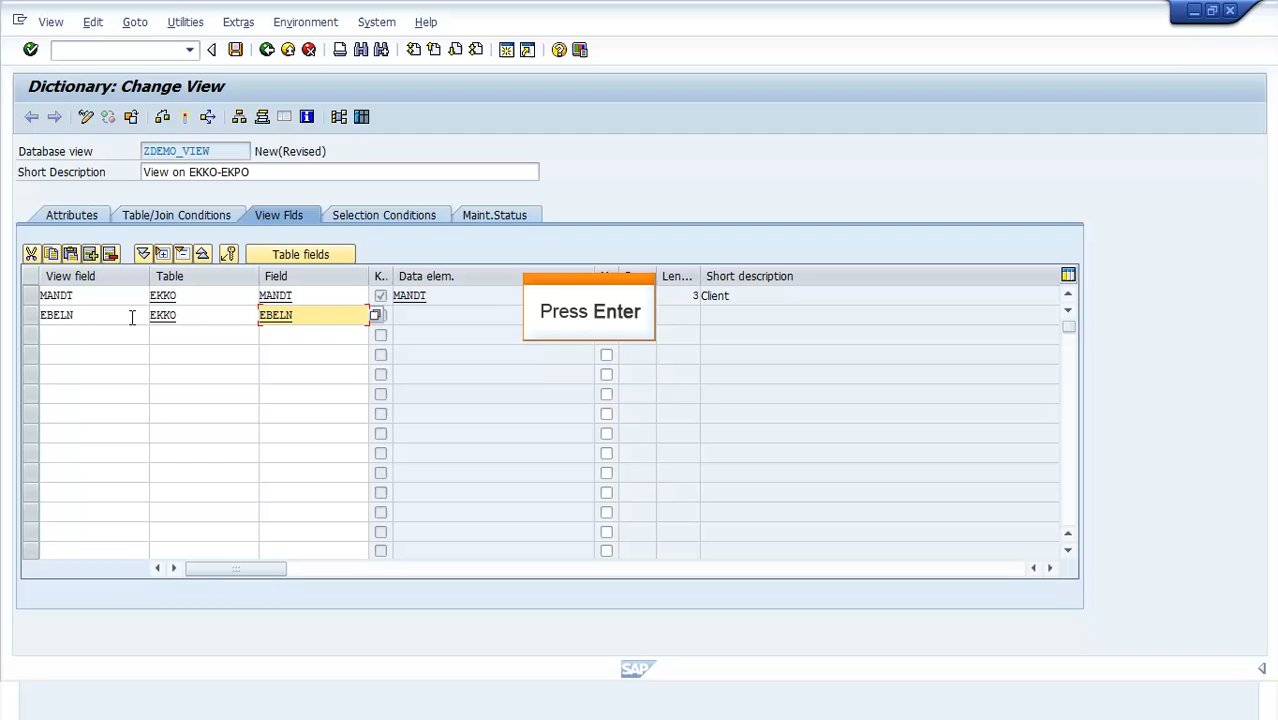 View Edit Goto Utilities Extras Environment System Help
Dictionary: Change View
Database view ZDEMO_VIEW New(Revised)
Short Description View on EKKO-EKPO
Attributes Table/Join Conditions View Flds Selection Conditions Maint.Status
Table fields
View field Table Field K.. Data elem. Len... Short description
MANDT EKKO MANDT MANDT 3 Client
EBELN EKKO EBELN
Press Enter
SAP